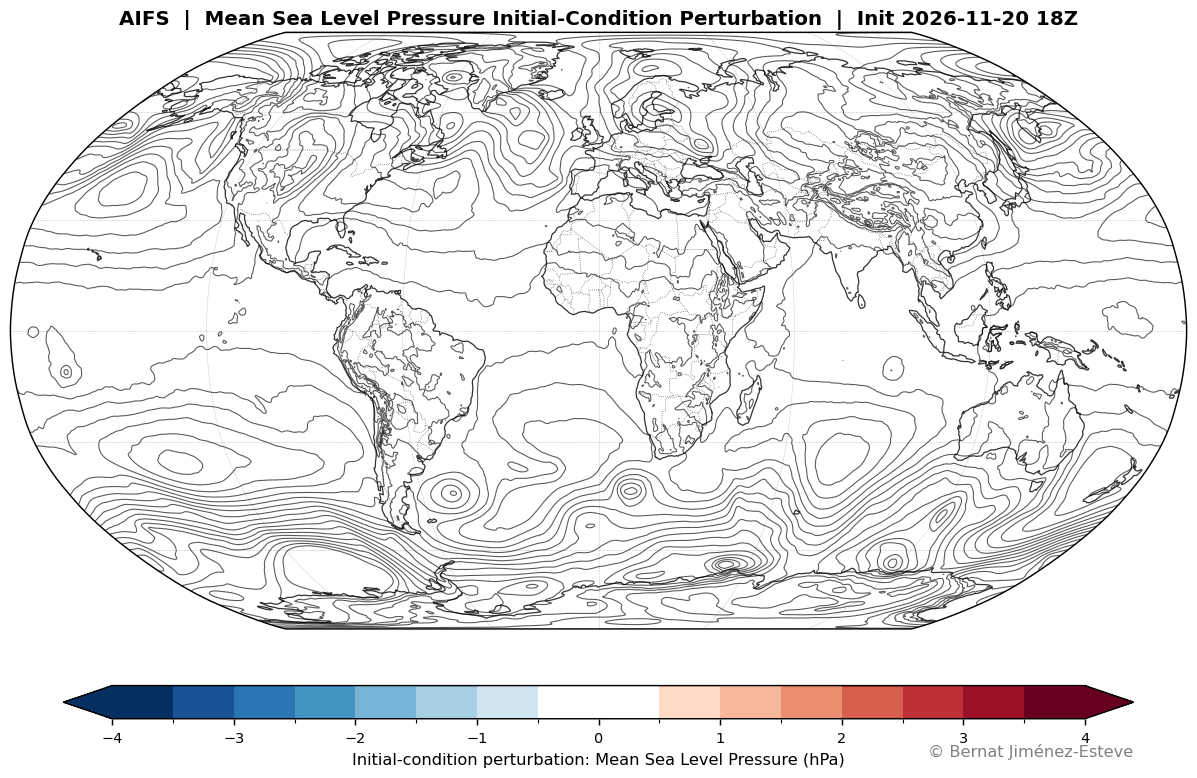 AIFS | Mean Sea Level Pressure Initial-Condition Perturbation | Init 2026-11-20 18Z
−4 −3 −2 −1 0 1 2 3 4
Initial-condition perturbation: Mean Sea Level Pressure (hPa)
© Bernat Jiménez-Esteve